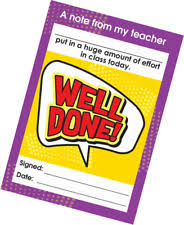 A note from my teacher
put in a huge amount of effort
in class today.
WELL
DONE!
Signed:
Date: